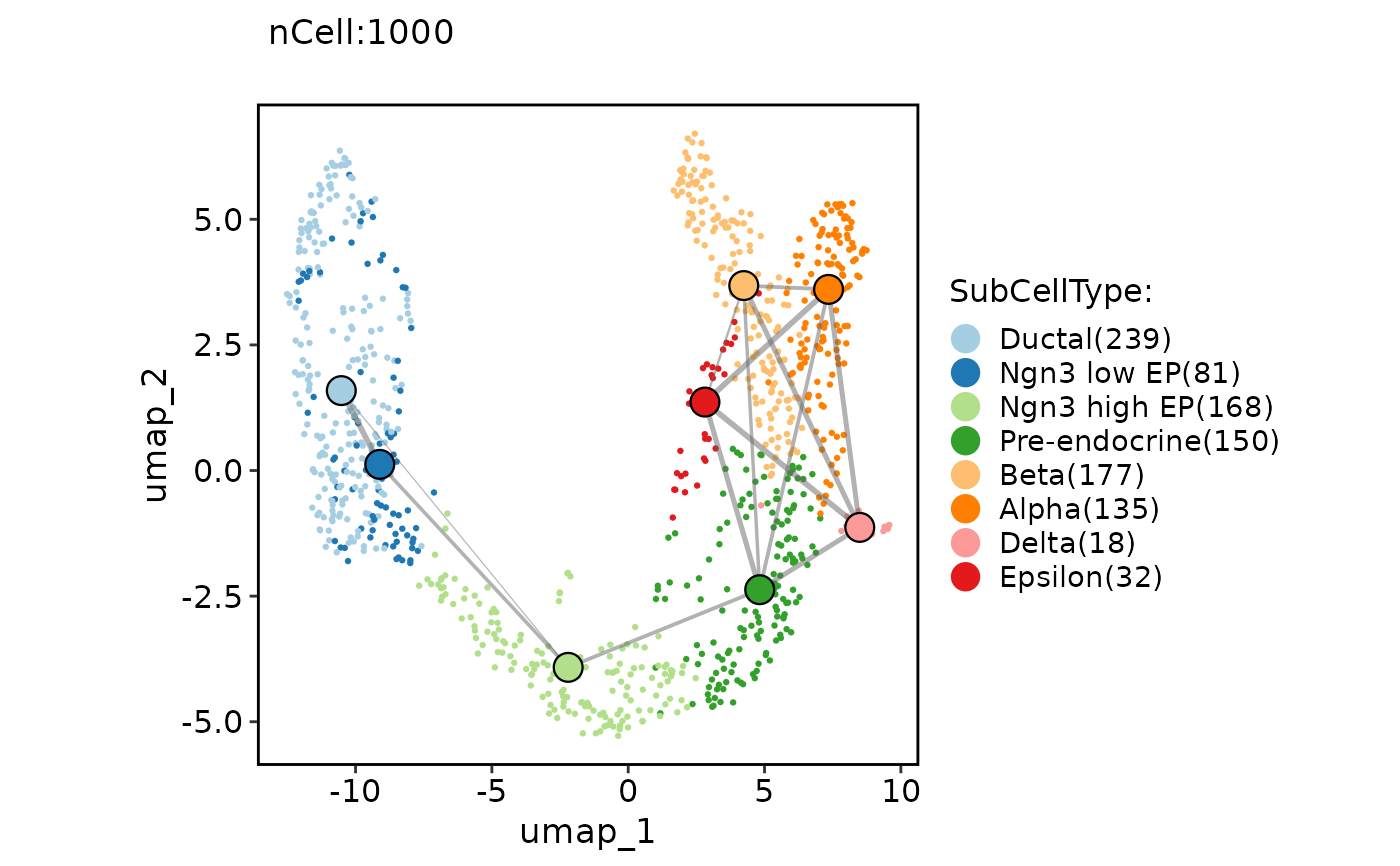 nCell:1000
umap_2
5.0
2.5
0.0
-2.5
-5.0
-10
-5
0
5
10
umap_1
SubCellType:
Ductal(239)
Ngn3 low EP(81)
Ngn3 high EP(168)
Pre-endocrine(150)
Beta(177)
Alpha(135)
Delta(18)
Epsilon(32)